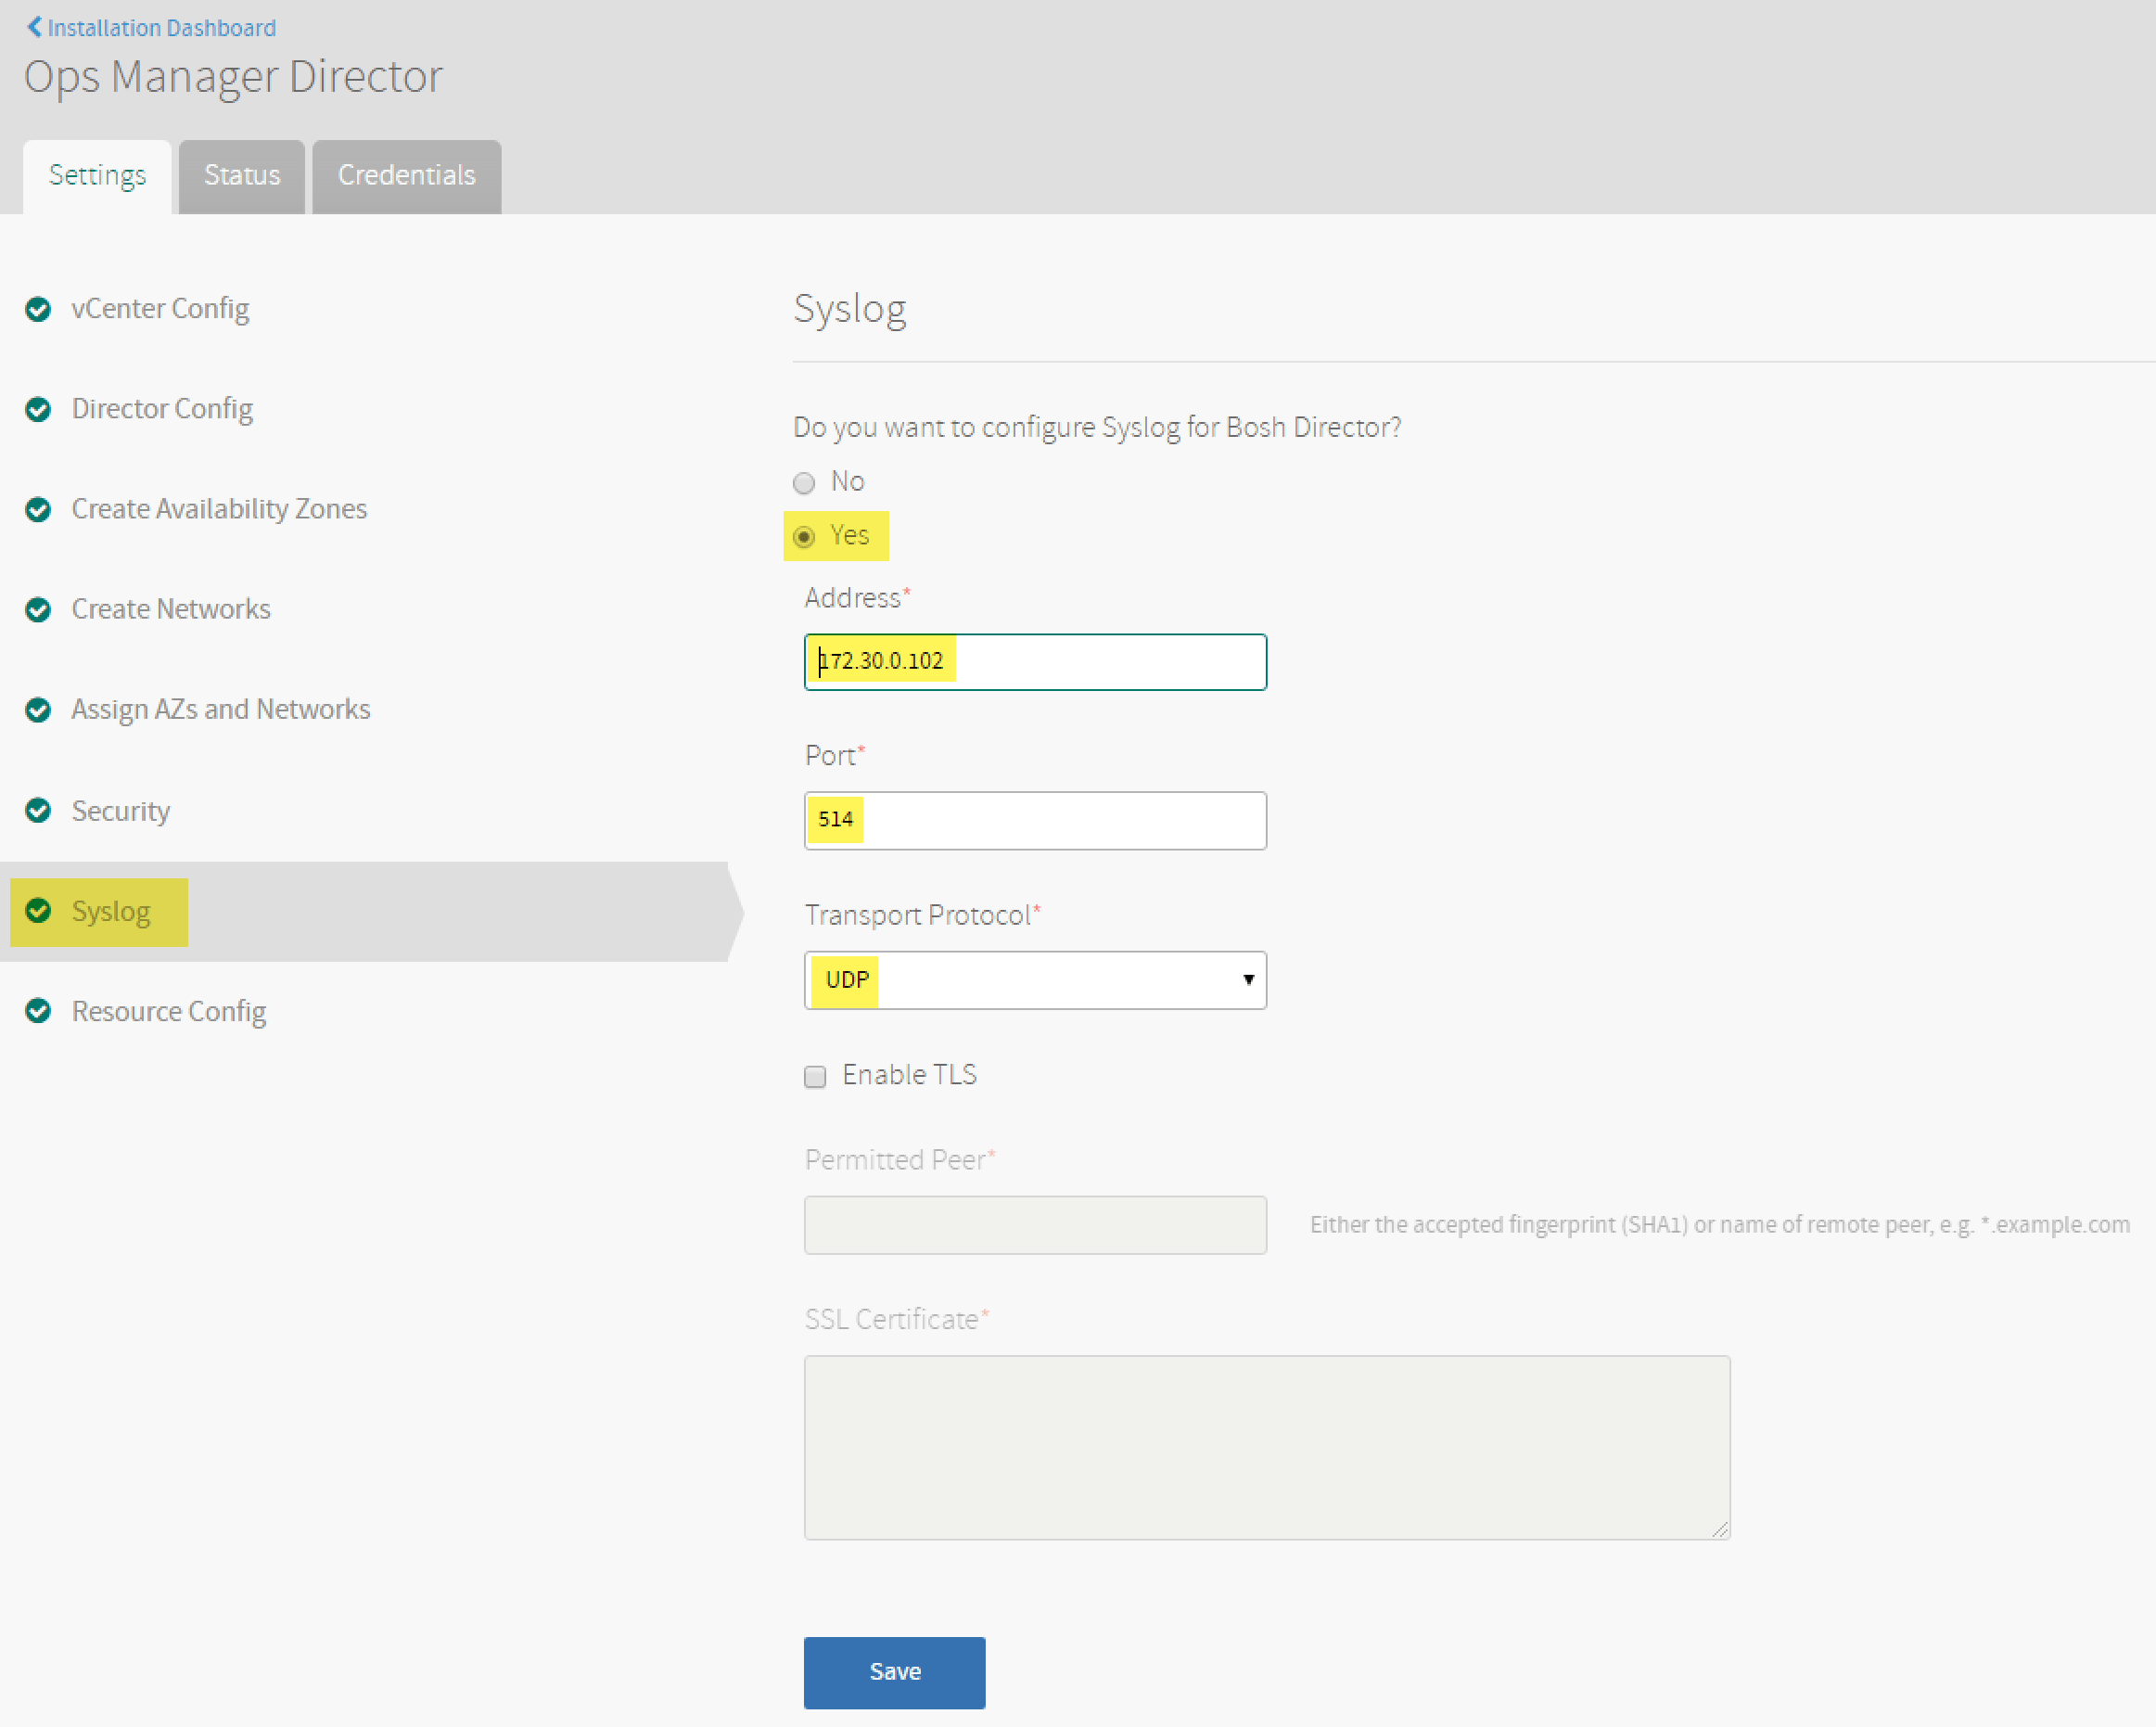 Installation Dashboard
Ops Manager Director
Settings
Status
Credentials
vCenter Config
Director Config
Create Availability Zones
Create Networks
Assign AZs and Networks
Security
Syslog
Resource Config
Syslog
Do you want to configure Syslog for Bosh Director?
No
Yes
Address*
172.30.0.102
Port*
514
Transport Protocol*
UDP
Enable TLS
Permitted Peer*
Either the accepted fingerprint (SHA1) or name of remote peer, e.g. *.example.com
SSL Certificate*
Save